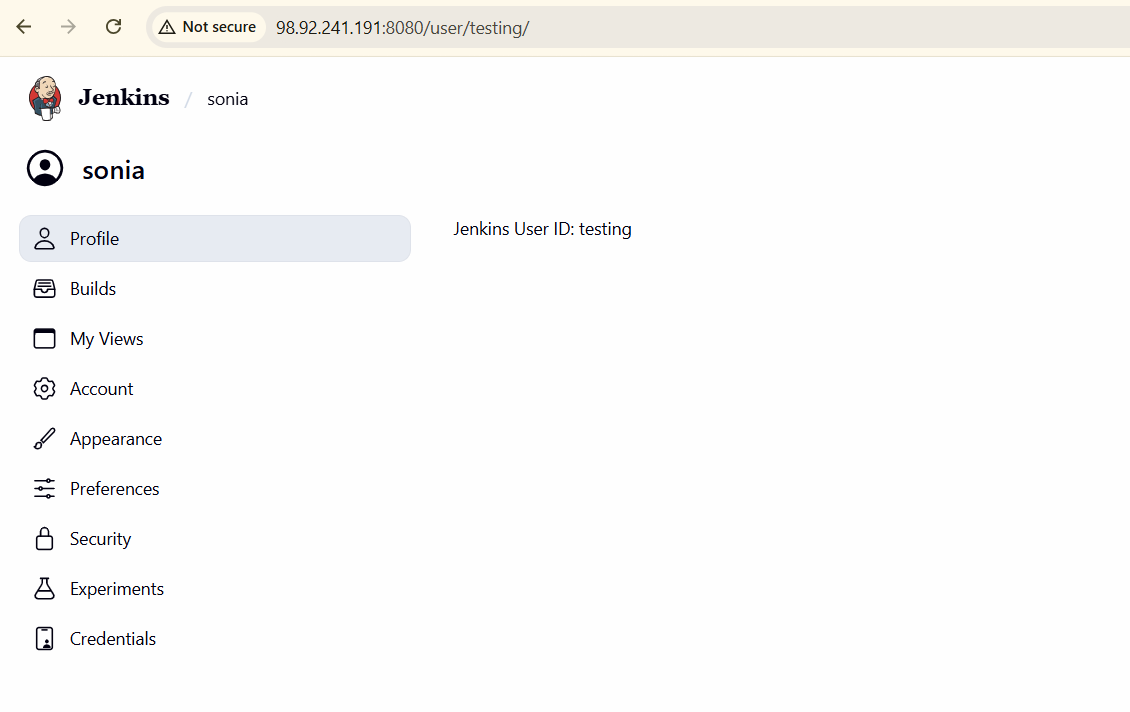 Not secure 98.92.241.191:8080/user/testing/
Jenkins / sonia
sonia
Profile
Jenkins User ID: testing
Builds
My Views
Account
Appearance
Preferences
Security
Experiments
Credentials